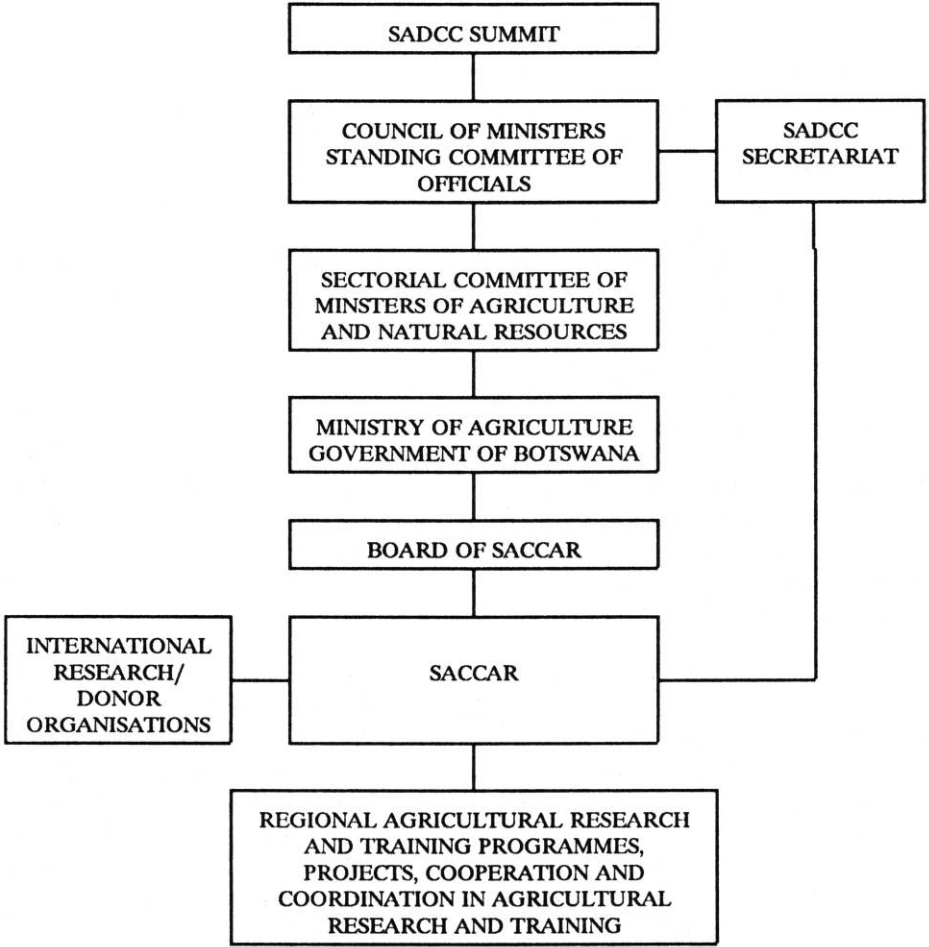 SADCC SUMMIT
COUNCIL OF MINISTERS
STANDING COMMITTEE OF
OFFICIALS
SADCC
SECRETARIAT
SECTORIAL COMMITTEE OF
MINSTERS OF AGRICULTURE
AND NATURAL RESOURCES
MINISTRY OF AGRICULTURE
GOVERNMENT OF BOTSWANA
BOARD OF SACCAR
INTERNATIONAL
RESEARCH/
DONOR
ORGANISATIONS
SACCAR
REGIONAL AGRICULTURAL RESEARCH
AND TRAINING PROGRAMMES,
PROJECTS, COOPERATION AND
COORDINATION IN AGRICULTURAL
RESEARCH AND TRAINING